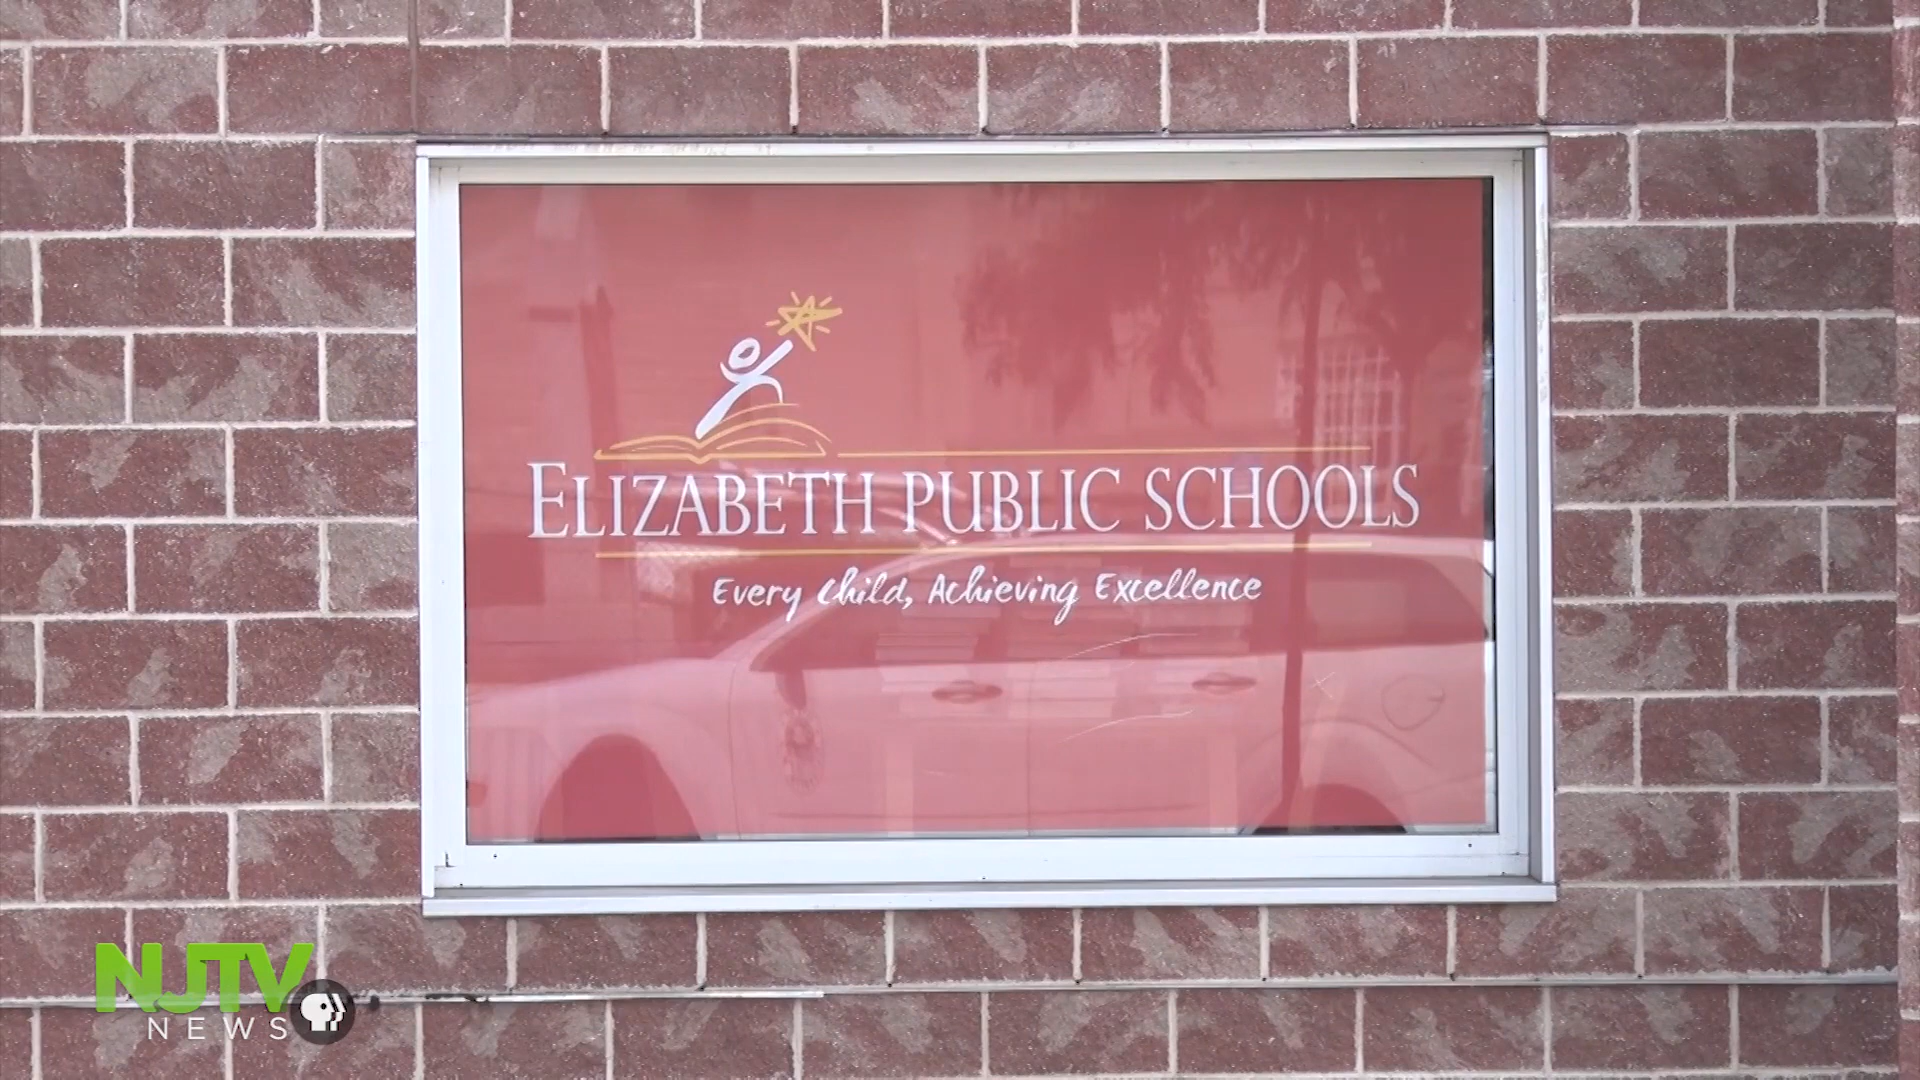 ELIZABETH PUBLIC SCHOOLS
Every Child, Achieving Excellence
NJTV
NEWS